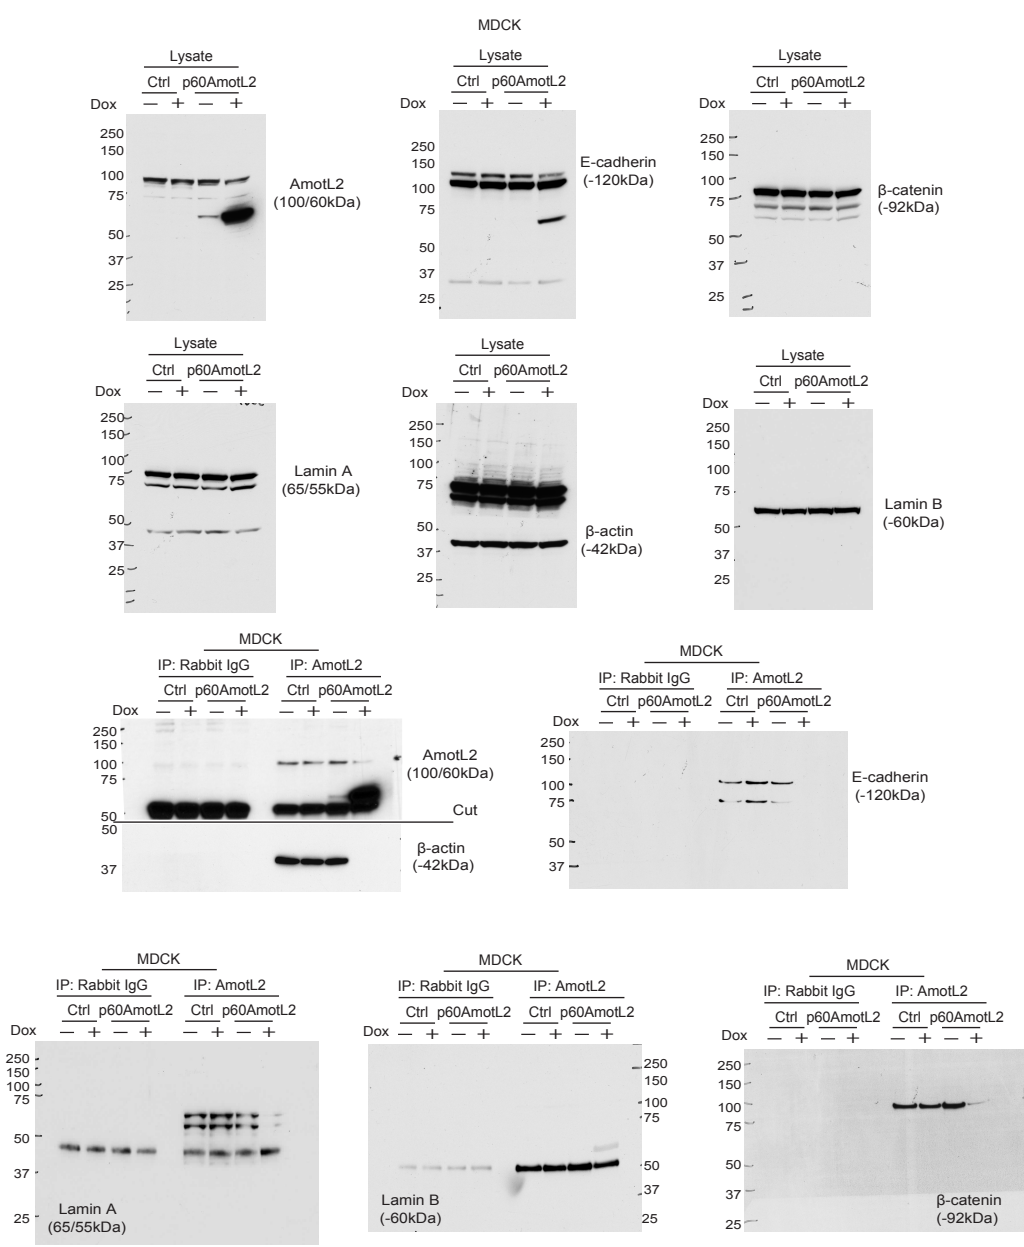 MDCK
Lysate
Ctrl p60AmotL2
Dox — + — +
250
150
100
75
50
37
25
AmotL2
(100/60kDa)
Lysate
Ctrl p60AmotL2
Dox — + — +
250
150
100
75
50
37
25
E-cadherin
(-120kDa)
Lysate
Ctrl p60AmotL2
Dox — + — +
250
150
100
75
50
37
25
β-catenin
(-92kDa)
Lysate
Ctrl p60AmotL2
Dox — + — +
250
150
100
75
50
37
25
Lamin A
(65/55kDa)
Lysate
Ctrl p60AmotL2
Dox — + — +
250
150
100
75
50
37
25
β-actin
(-42kDa)
Lysate
Ctrl p60AmotL2
Dox — + — +
250
150
100
75
50
37
25
Lamin B
(-60kDa)
MDCK
IP: Rabbit IgG IP: AmotL2
Ctrl p60AmotL2 Ctrl p60AmotL2
Dox — + — + — + — +
250
150
100
75
50
50
37
AmotL2
(100/60kDa)
Cut
β-actin
(-42kDa)
MDCK
IP: Rabbit IgG IP: AmotL2
Ctrl p60AmotL2 Ctrl p60AmotL2
Dox — + — + — + — +
250
150
100
75
50
37
E-cadherin
(-120kDa)
MDCK
IP: Rabbit IgG IP: AmotL2
Ctrl p60AmotL2 Ctrl p60AmotL2
Dox — + — + — + — +
250
150
100
75
50
37
25
Lamin A
(65/55kDa)
MDCK
IP: Rabbit IgG IP: AmotL2
Ctrl p60AmotL2 Ctrl p60AmotL2
Dox — + — + — + — +
250
150
100
75
50
37
25
Lamin B
(-60kDa)
MDCK
IP: Rabbit IgG IP: AmotL2
Ctrl p60AmotL2 Ctrl p60AmotL2
Dox — + — + — + — +
250
150
100
75
50
37
25
β-catenin
(-92kDa)